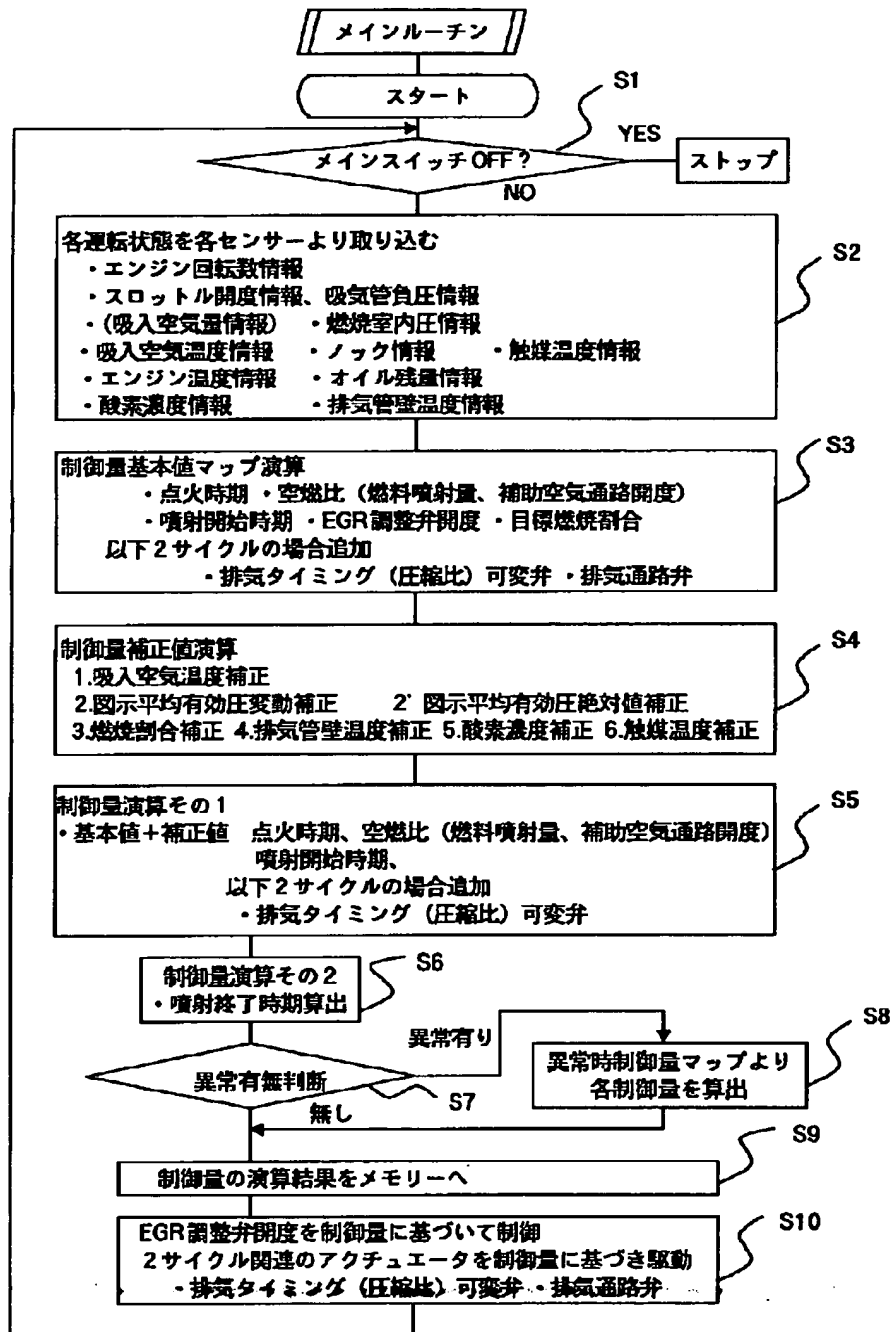 メインルーチン
スタート
S1
メインスイッチOFF?
YES
ストップ
NO
各運転状態を各センサーより取り込む
S2
・エンジン回転数情報
・スロットル開度情報、吸気管負圧情報
・(吸入空気量情報) ・燃焼室内圧情報
・吸入空気温度情報 ・ノック情報 ・触媒温度情報
・エンジン温度情報 ・オイル残量情報
・酸素濃度情報 ・排気管壁温度情報
S3
制御量基本値マップ演算
・点火時期 ・空燃比(燃料噴射量、補助空気通路開度)
・噴射開始時期 ・EGR調整弁開度 ・目標燃焼割合
以下2サイクルの場合追加
・排気タイミング(圧縮比)可変弁 ・排気通路弁
S4
制御量補正値演算
1.吸入空気温度補正
2.図示平均有効圧変動補正 2' 図示平均有効圧絶対値補正
3.燃焼割合補正 4.排気管壁温度補正 5.酸素濃度補正 6.触媒温度補正
S5
制御量演算その1
・基本値+補正値 点火時期、空燃比(燃料噴射量、補助空気通路開度)
噴射開始時期、
以下2サイクルの場合追加
・排気タイミング(圧縮比)可変弁
S6
制御量演算その2
・噴射終了時期算出
異常有り
S8
異常時制御量マップより
各制御量を算出
異常有無判断
S7
無し
S9
制御量の演算結果をメモリーへ
S10
EGR調整弁開度を制御量に基づいて制御
2サイクル関連のアクチュエータを制御量に基づき駆動
・排気タイミング(圧縮比)可変弁 ・排気通路弁